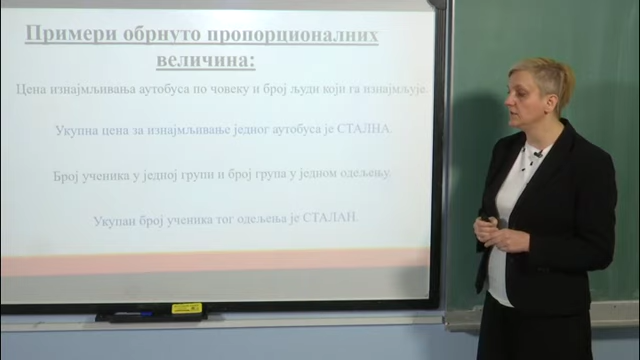 Примери обрнуто пропорционалних
величина:
Цена изнајмљивања аутобуса по човеку и број људи који га изнајмљује.
Укупна цена за изнајмљивање једног аутобуса је СТАЛНА.
Број ученика у једној групи и број група у једном одељењу.
Укупан број ученика тог одељења је СТАЛАН.